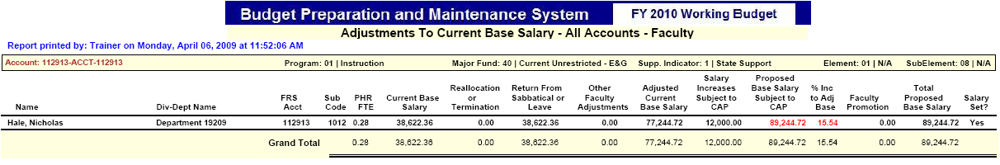 Budget Preparation and Maintenance System FY 2010 Working Budget
Adjustments To Current Base Salary - All Accounts - Faculty
Report printed by: Trainer on Monday, April 06, 2009 at 11:52:06 AM
Account: 112913-ACCT-112913 Program: 01 | Instruction Major Fund: 40 | Current Unrestricted - E&G Supp. Indicator: 1 | State Support Element: 01 | N/A SubElement: 08 | N/A
Salary Proposed
Reallocation Return From Other Adjusted Increases Base Salary % Inc Total
FRS Sub PHR Current Base or Sabbatical or Faculty Current Subject to Subject to to Adj Faculty Proposed Salary
Name Div-Dept Name Acct Code FTE Salary Termination Leave Adjustments Base Salary CAP CAP Base Promotion Base Salary Set?
Hale, Nicholas Department 19209 112913 1012 0.28 38,622.36 0.00 38,622.36 0.00 77,244.72 12,000.00 89,244.72 15.54 0.00 89,244.72 Yes
Grand Total 0.28 38,622.36 0.00 38,622.36 0.00 77,244.72 12,000.00 89,244.72 15.54 0.00 89,244.72